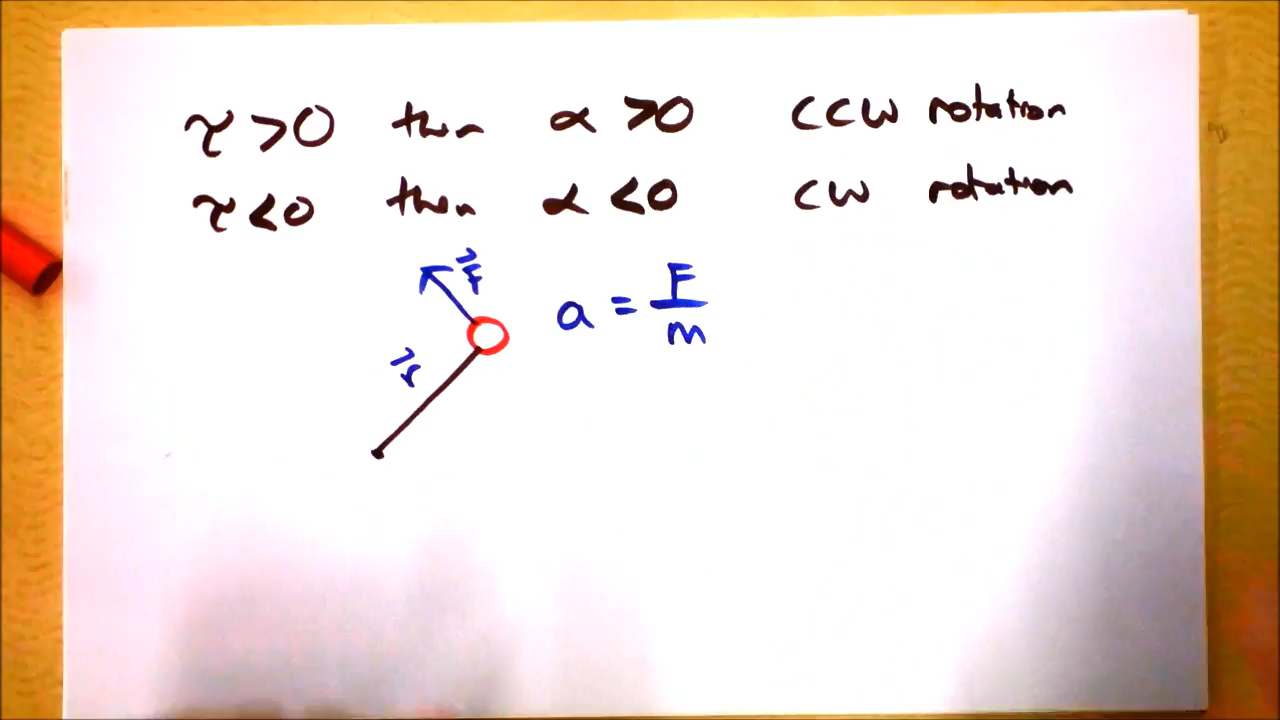 τ >0 then α >0 CCW rotation
τ <0 then α <0 CW rotation
F⃗
a = F/m
r⃗